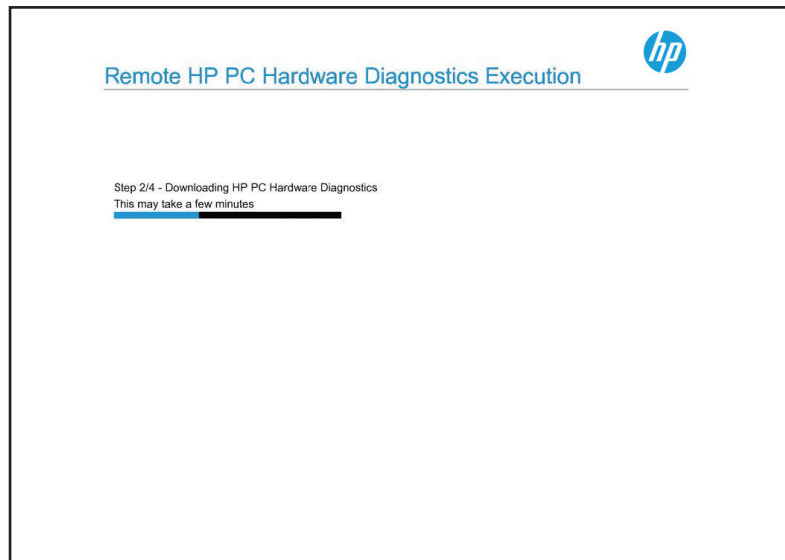 hp
Remote HP PC Hardware Diagnostics Execution
Step 2/4 - Downloading HP PC Hardware Diagnostics
This may take a few minutes